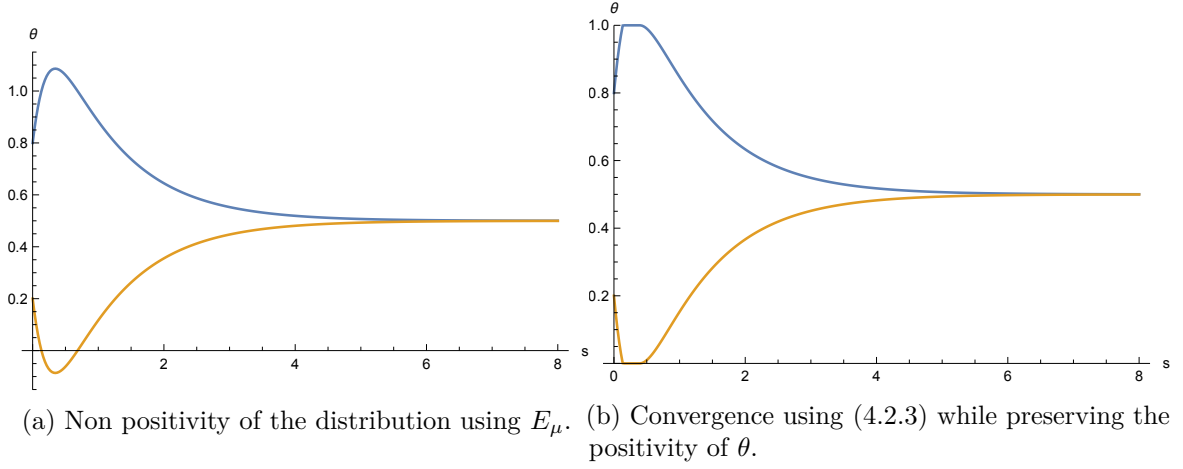 θ
1.0
0.8
0.6
0.4
0.2
2
4
6
8
s
θ
1.0
0.8
0.6
0.4
0.2
0
2
4
6
8
s
(a) Non positivity of the distribution using E_μ.
(b) Convergence using (4.2.3) while preserving the
positivity of θ.